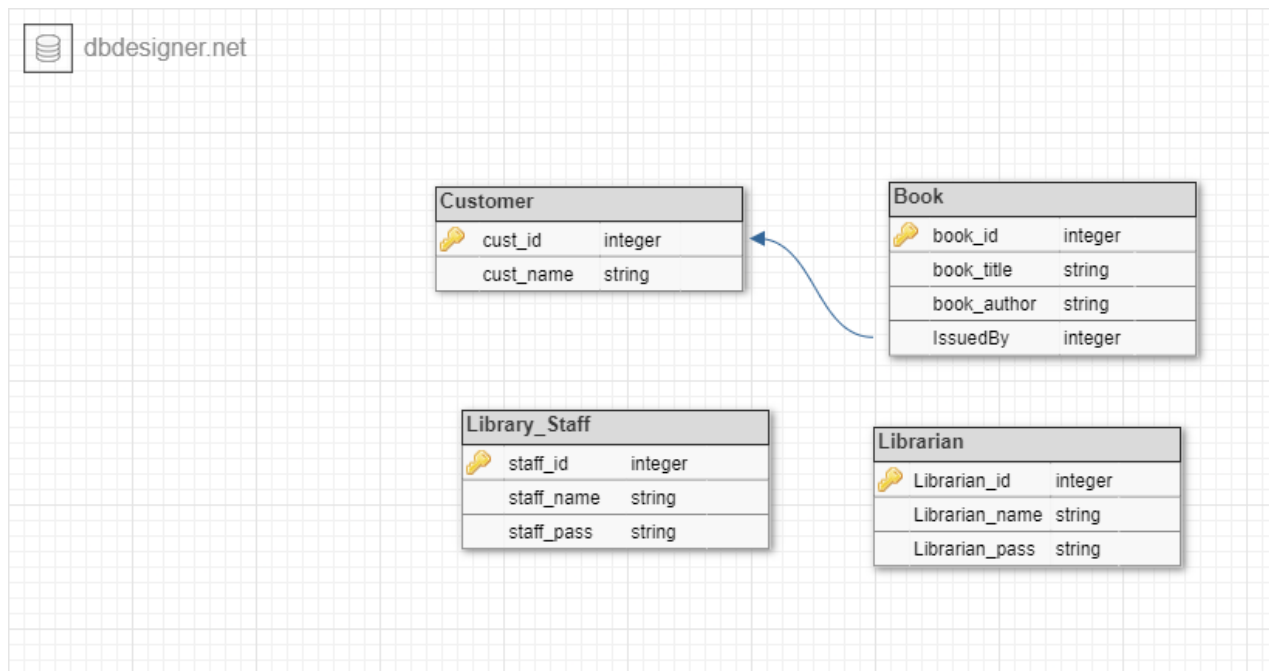 dbdesigner.net
Customer
cust_id integer
cust_name string
Book
book_id integer
book_title string
book_author string
IssuedBy integer
Library_Staff
staff_id integer
staff_name string
staff_pass string
Librarian
Librarian_id integer
Librarian_name string
Librarian_pass string